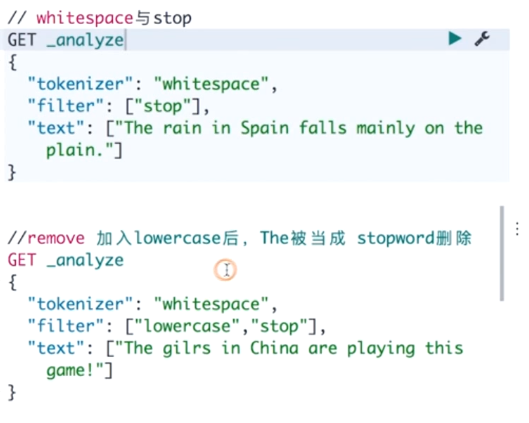 // whitespace与stop
GET _analyze
{
"tokenizer": "whitespace",
"filter": ["stop"],
"text": ["The rain in Spain falls mainly on the
plain."]
}
//remove 加入lowercase后, The被当成 stopword删除
GET _analyze
{
"tokenizer": "whitespace",
"filter": ["lowercase","stop"],
"text": ["The gilrs in China are playing this
game!"]
}